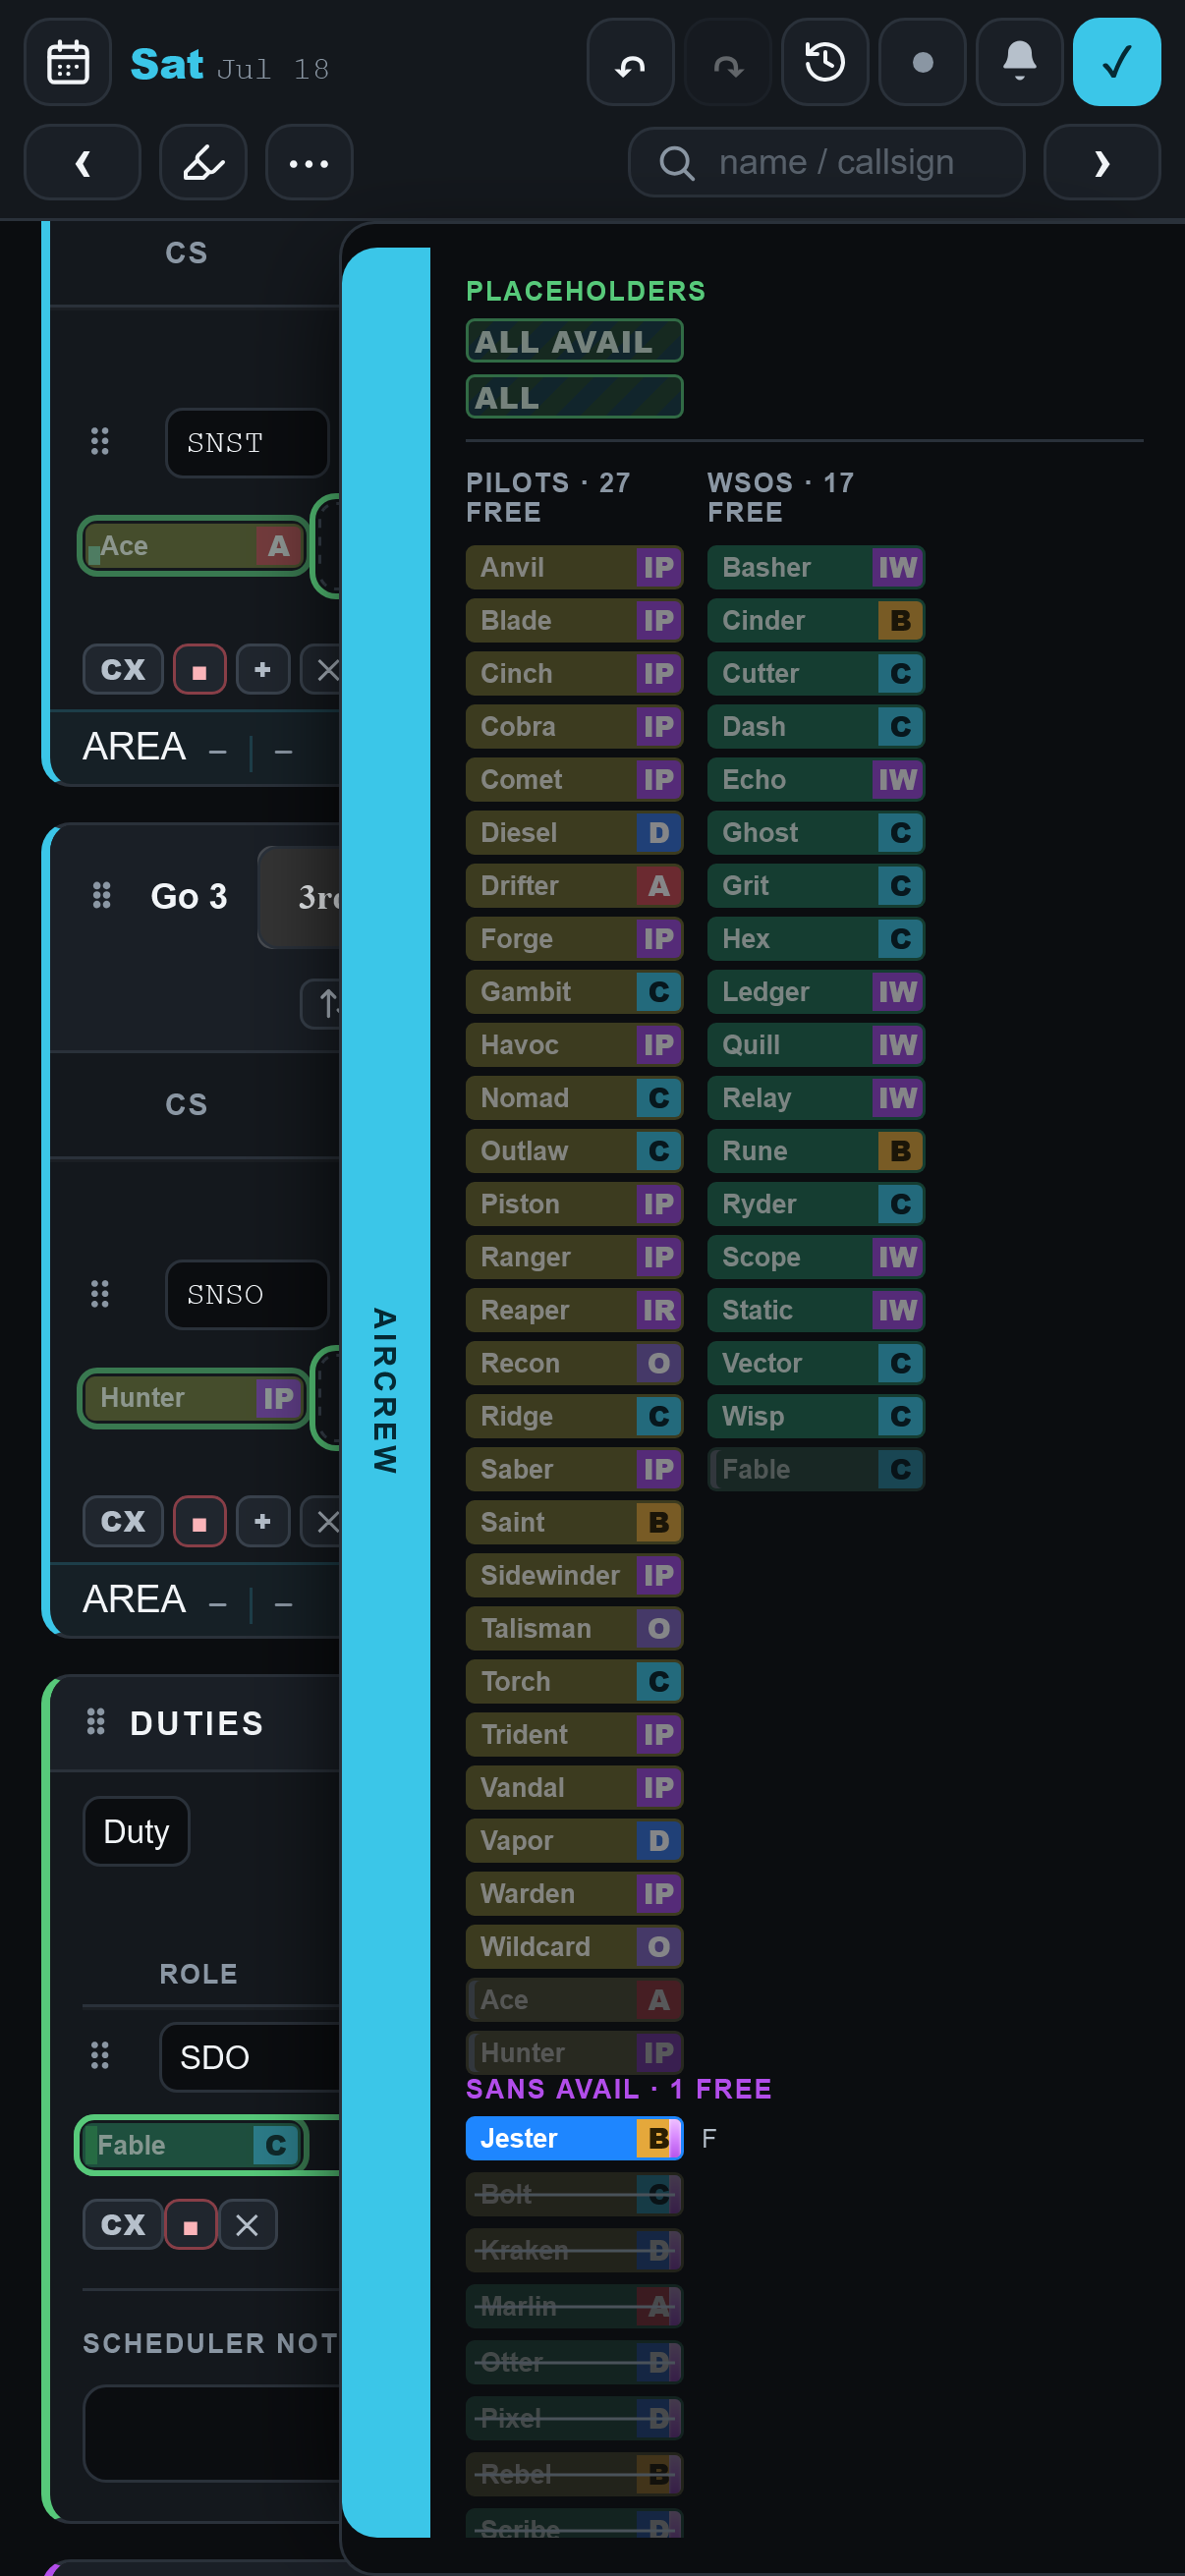 Sat Jul 18
name / callsign
CS
SNST
Ace A
CX +
AREA – | –
Go 3
CS
SNSO
Hunter IP
CX +
AREA – | –
DUTIES
Duty
ROLE
SDO
Fable C
CX
SCHEDULER NOT
AIRCREW
PLACEHOLDERS
ALL AVAIL
ALL
PILOTS · 27 FREE
Anvil IP
Blade IP
Cinch IP
Cobra IP
Comet IP
Diesel D
Drifter A
Forge IP
Gambit C
Havoc IP
Nomad C
Outlaw C
Piston IP
Ranger IP
Reaper IR
Recon O
Ridge C
Saber IP
Saint B
Sidewinder IP
Talisman O
Torch C
Trident IP
Vandal IP
Vapor D
Warden IP
Wildcard O
Ace A
Hunter IP
WSOS · 17 FREE
Basher IW
Cinder B
Cutter C
Dash C
Echo IW
Ghost C
Grit C
Hex C
Ledger IW
Quill IW
Relay IW
Rune B
Ryder C
Scope IW
Static IW
Vector C
Wisp C
Fable C
SANS AVAIL · 1 FREE
Jester B F
Bolt C
Kraken D
Marlin A
Otter D
Pixel D
Rebel B
Scribe D